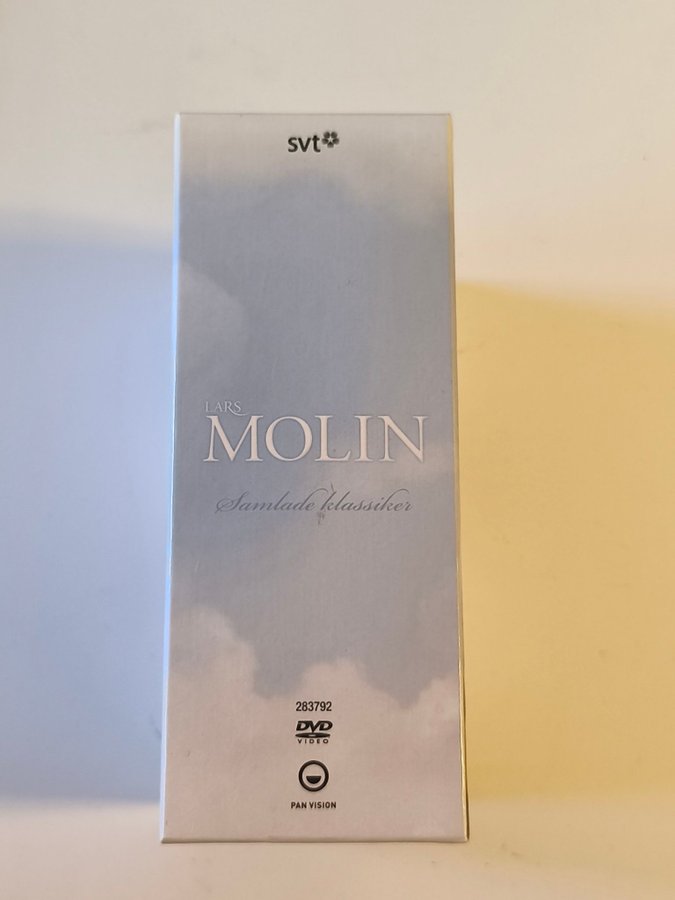 svt
LARS
MOLIN
Samlade klassiker
283792
DVD
VIDEO
PAN VISION